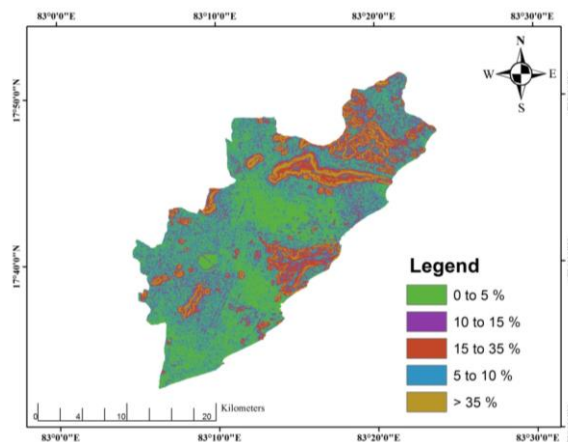 83°0'0"E 83°10'0"E 83°20'0"E 83°30'0"E
N
W E
S
17°50'0"N
17°40'0"N
Legend
0 to 5 %
10 to 15 %
15 to 35 %
5 to 10 %
> 35 %
0 4 10 20 Kilometers
83°0'0"E 83°10'0"E 83°20'0"E 83°30'0"E